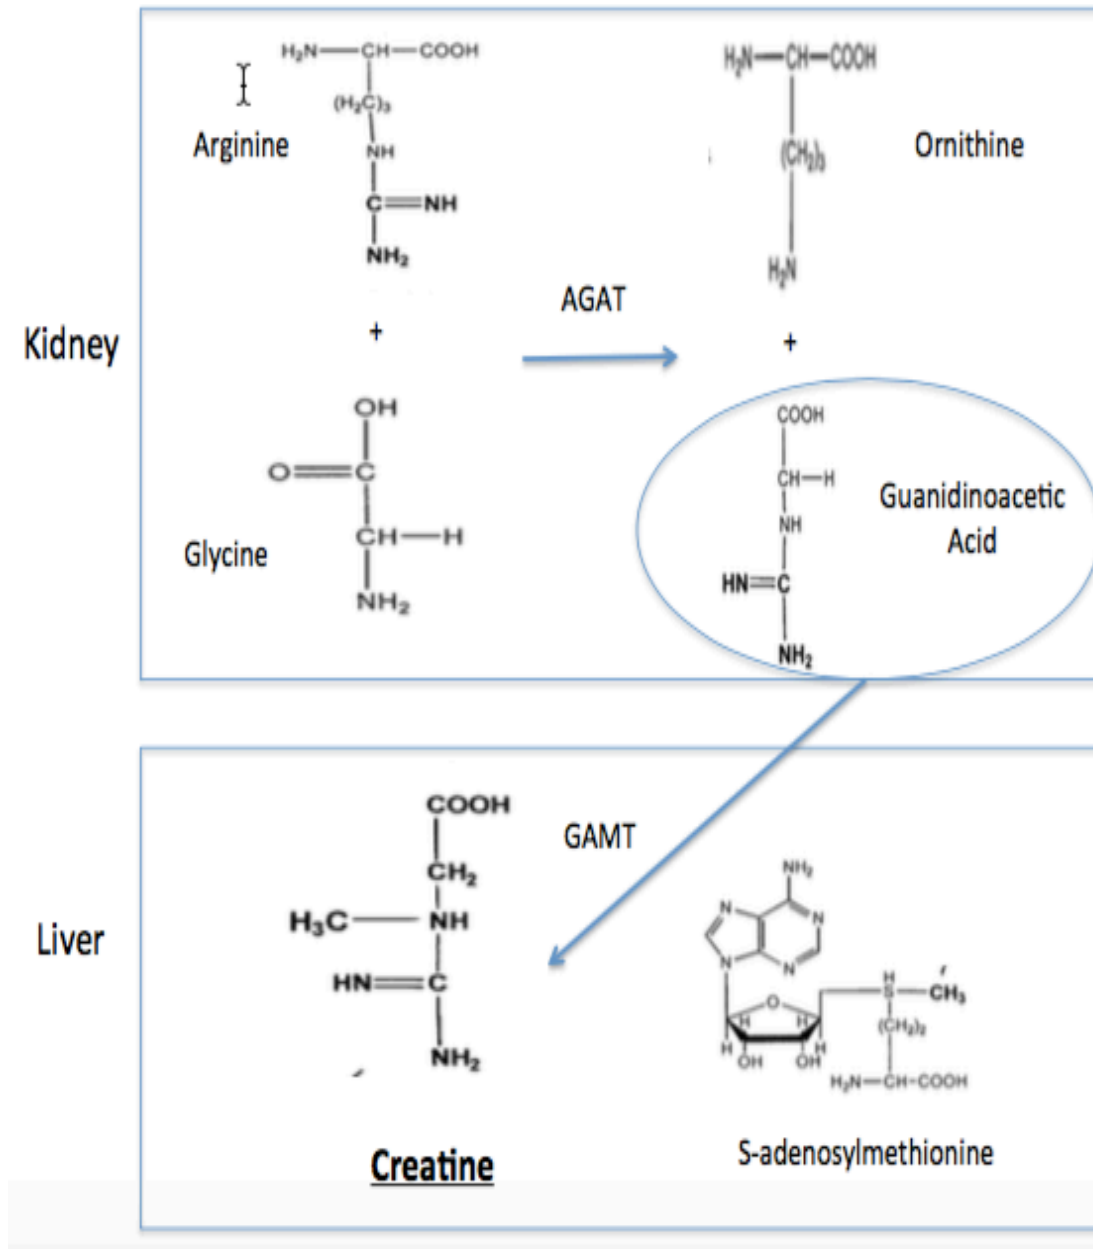 Kidney
H₂N—CH—COOH
(H₂C)₃
Arginine
NH
C=NH
NH₂
+
OH
O=C
CH—H
Glycine
NH₂
AGAT
H₂N—CH—COOH
(CH₂)₃
Ornithine
H₂N
+
COOH
CH—H
Guanidinoacetic
Acid
NH
HN=C
NH₂
Liver
COOH
CH₂
H₃C—NH
HN=C
NH₂
Creatine
GAMT
NH₂
N
N
N
N
O
H
S—CH₃
(CH₂)₂
H H
H H
OH OH
H₂N—CH-COOH
S-adenosylmethionine